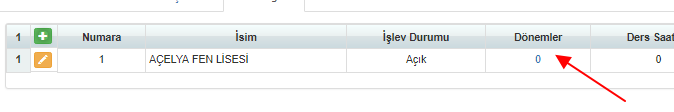 1 Numara İsim İşlev Durumu Dönemler Ders Saat
1 1 AÇELYA FEN LİSESİ Açık 0 0